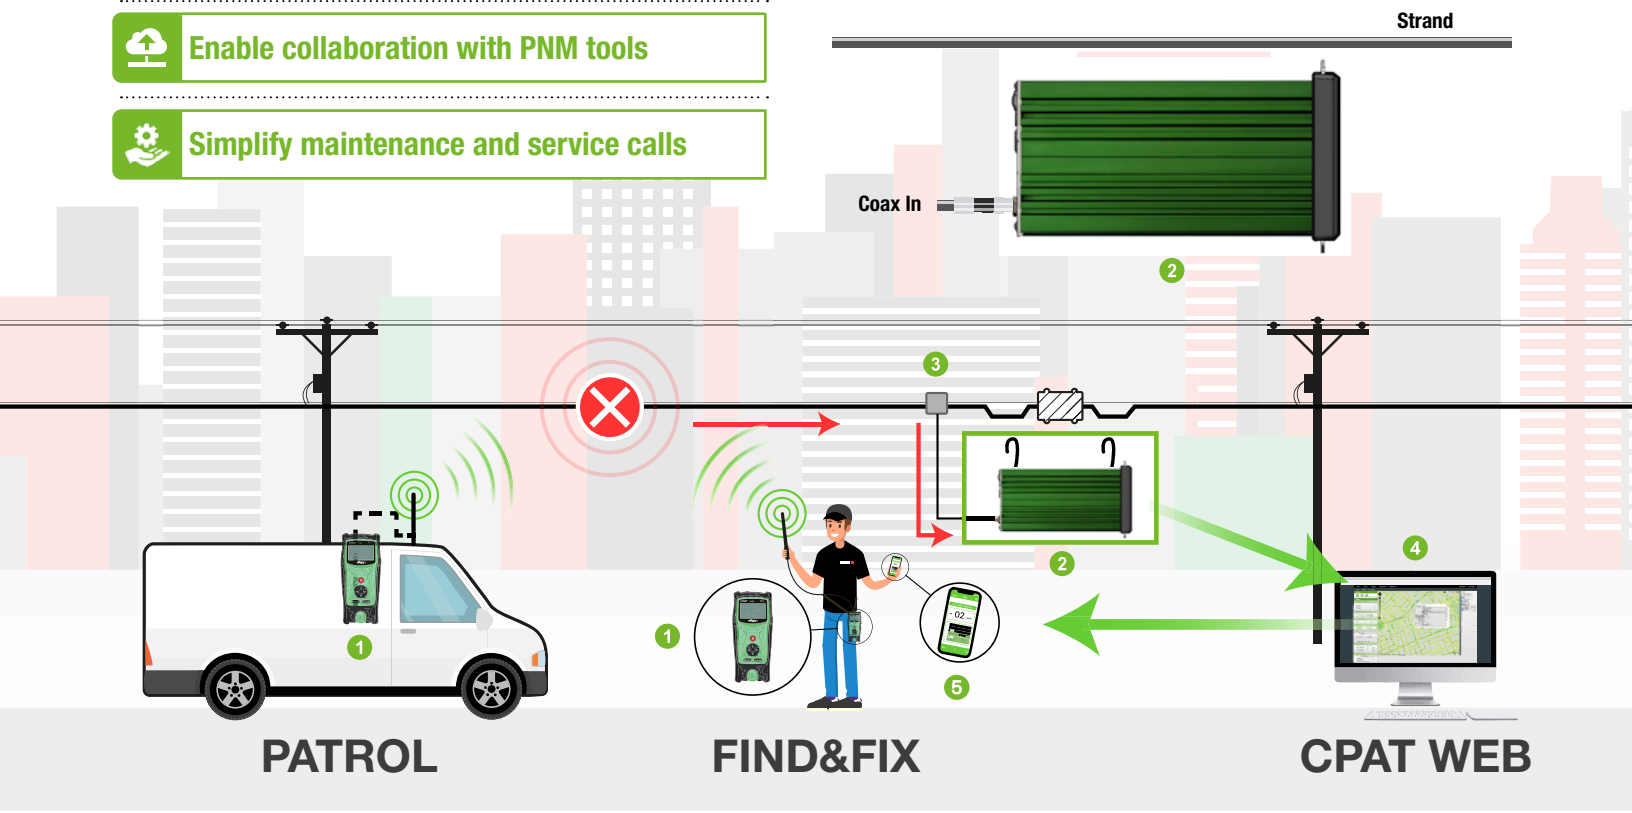 Strand
Enable collaboration with PNM tools
Simplify maintenance and service calls
Coax In
2
3
4
2
1
1
02
5
PATROL
FIND&FIX
CPAT WEB